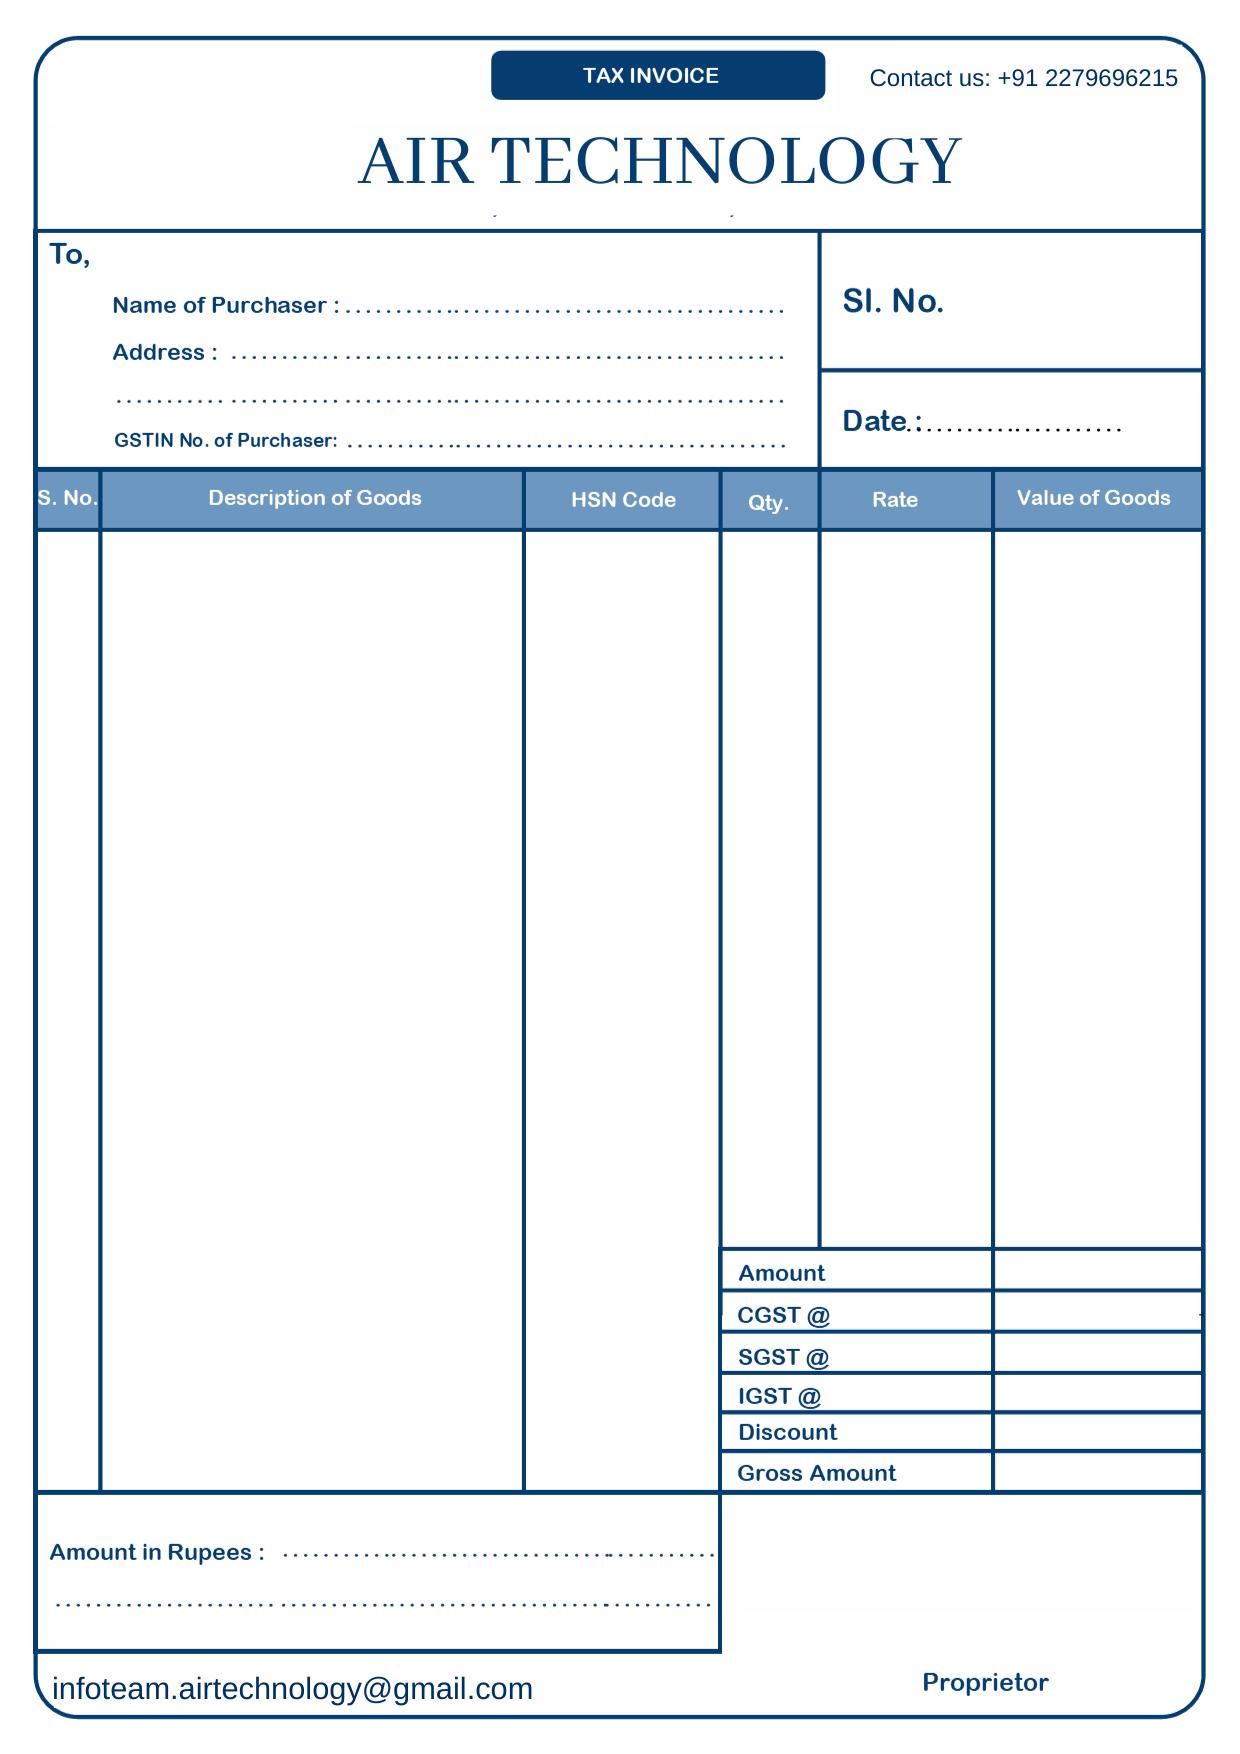 TAX INVOICE
Contact us: +91 2279696215
AIR TECHNOLOGY
To,
Name of Purchaser : ............................................
Address : .......................................................
..................................................................
GSTIN No. of Purchaser: ...........................................
Sl. No.
Date :......................
S. No. Description of Goods HSN Code Qty. Rate Value of Goods
Amount
CGST @
SGST @
IGST @
Discount
Gross Amount
Amount in Rupees : ...........................................
.................................................................
infoteam.airtechnology@gmail.com
Proprietor